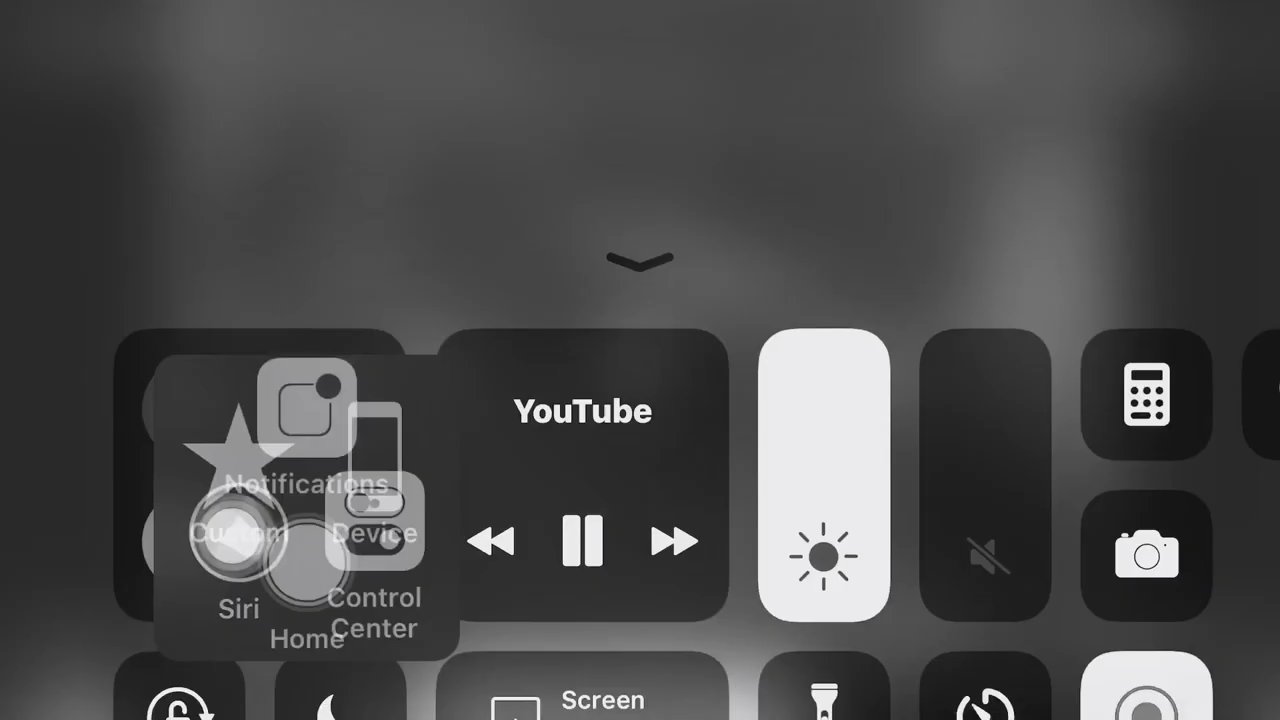 YouTube
Notifications
Custom
Device
Siri
Control
Center
Home
Screen